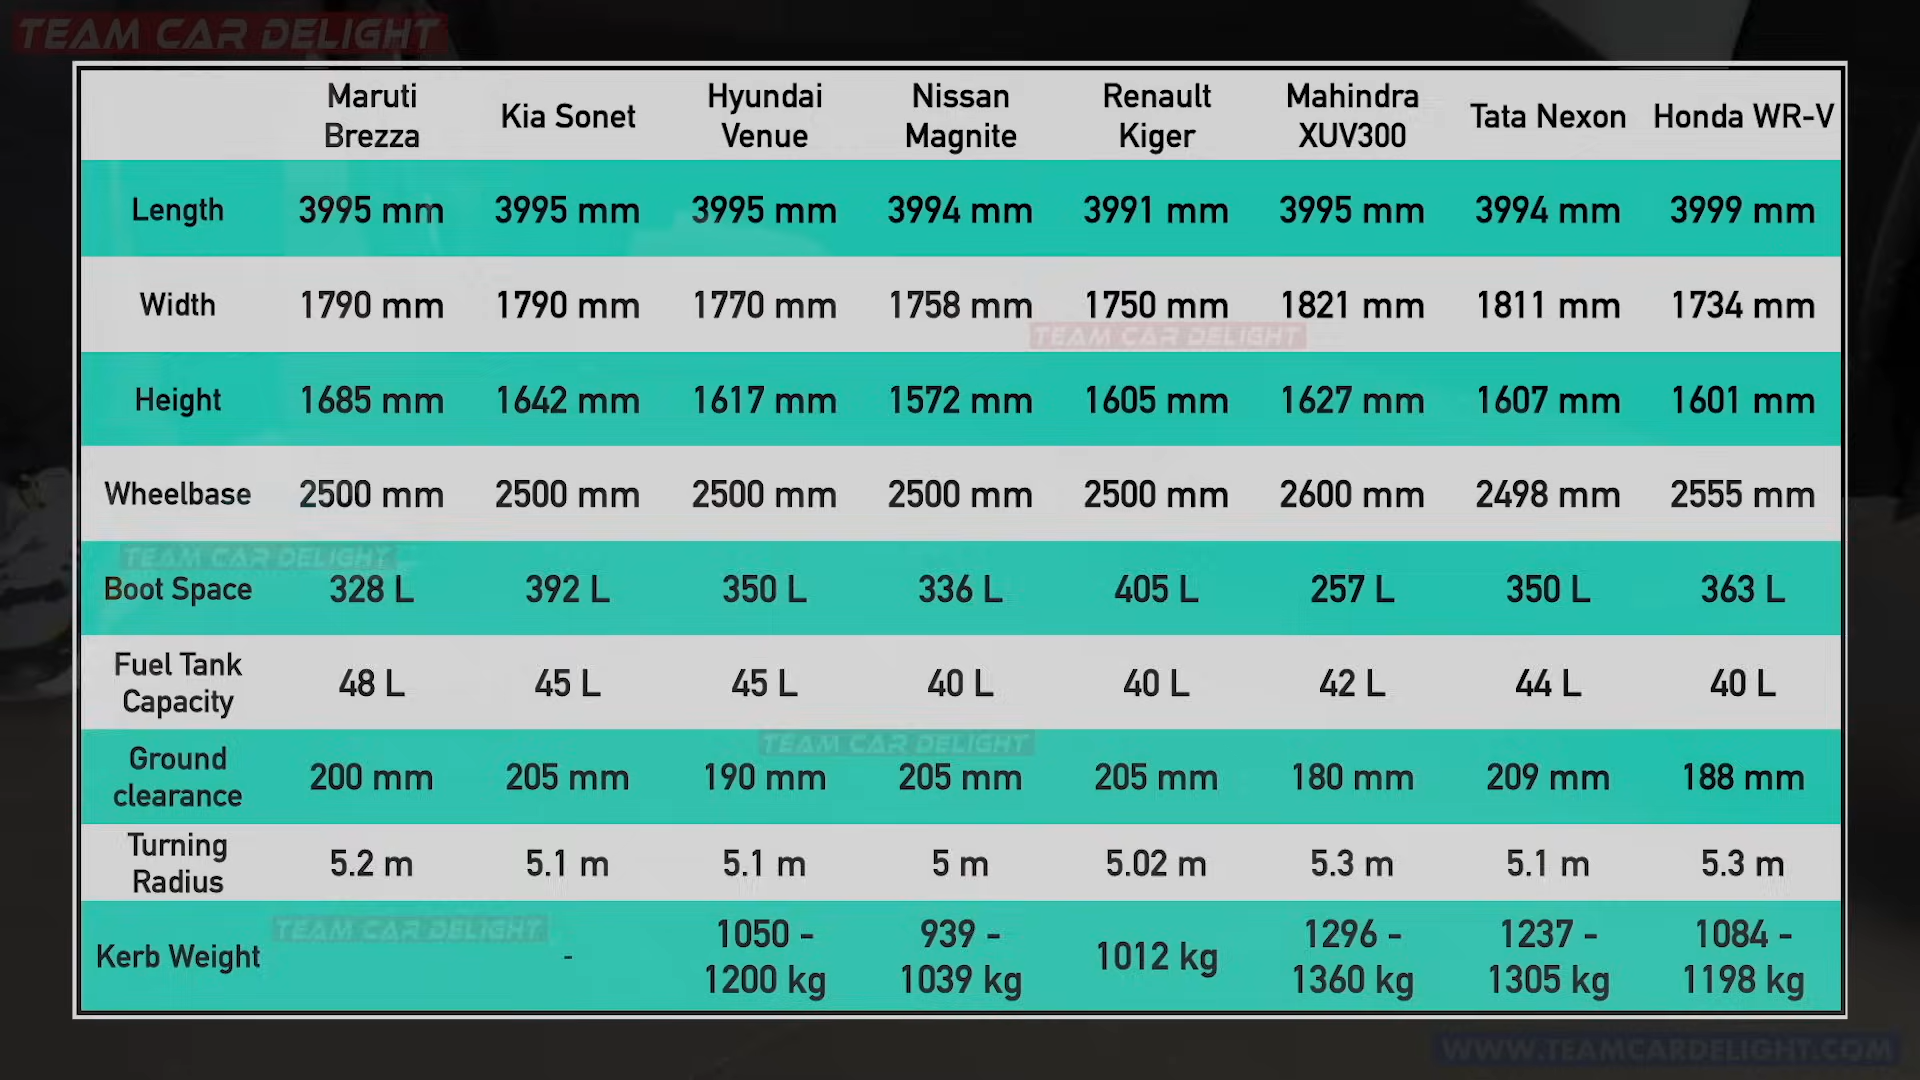 TEAM CAR DELIGHT
Maruti Brezza Kia Sonet Hyundai Venue Nissan Magnite Renault Kiger Mahindra XUV300 Tata Nexon Honda WR-V
Length 3995 mm 3995 mm 3995 mm 3994 mm 3991 mm 3995 mm 3994 mm 3999 mm
Width 1790 mm 1790 mm 1770 mm 1758 mm 1750 mm 1821 mm 1811 mm 1734 mm
TEAM CAR DELIGHT
Height 1685 mm 1642 mm 1617 mm 1572 mm 1605 mm 1627 mm 1607 mm 1601 mm
Wheelbase 2500 mm 2500 mm 2500 mm 2500 mm 2500 mm 2600 mm 2498 mm 2555 mm
TEAM CAR DELIGHT
Boot Space 328 L 392 L 350 L 336 L 405 L 257 L 350 L 363 L
Fuel Tank Capacity 48 L 45 L 45 L 40 L 40 L 42 L 44 L 40 L
TEAM CAR DELIGHT
Ground clearance 200 mm 205 mm 190 mm 205 mm 205 mm 180 mm 209 mm 188 mm
Turning Radius 5.2 m 5.1 m 5.1 m 5 m 5.02 m 5.3 m 5.1 m 5.3 m
TEAM CAR DELIGHT
Kerb Weight - 1050 - 1200 kg 939 - 1039 kg 1012 kg 1296 - 1360 kg 1237 - 1305 kg 1084 - 1198 kg
WWW.TEAMCARDELIGHT.COM